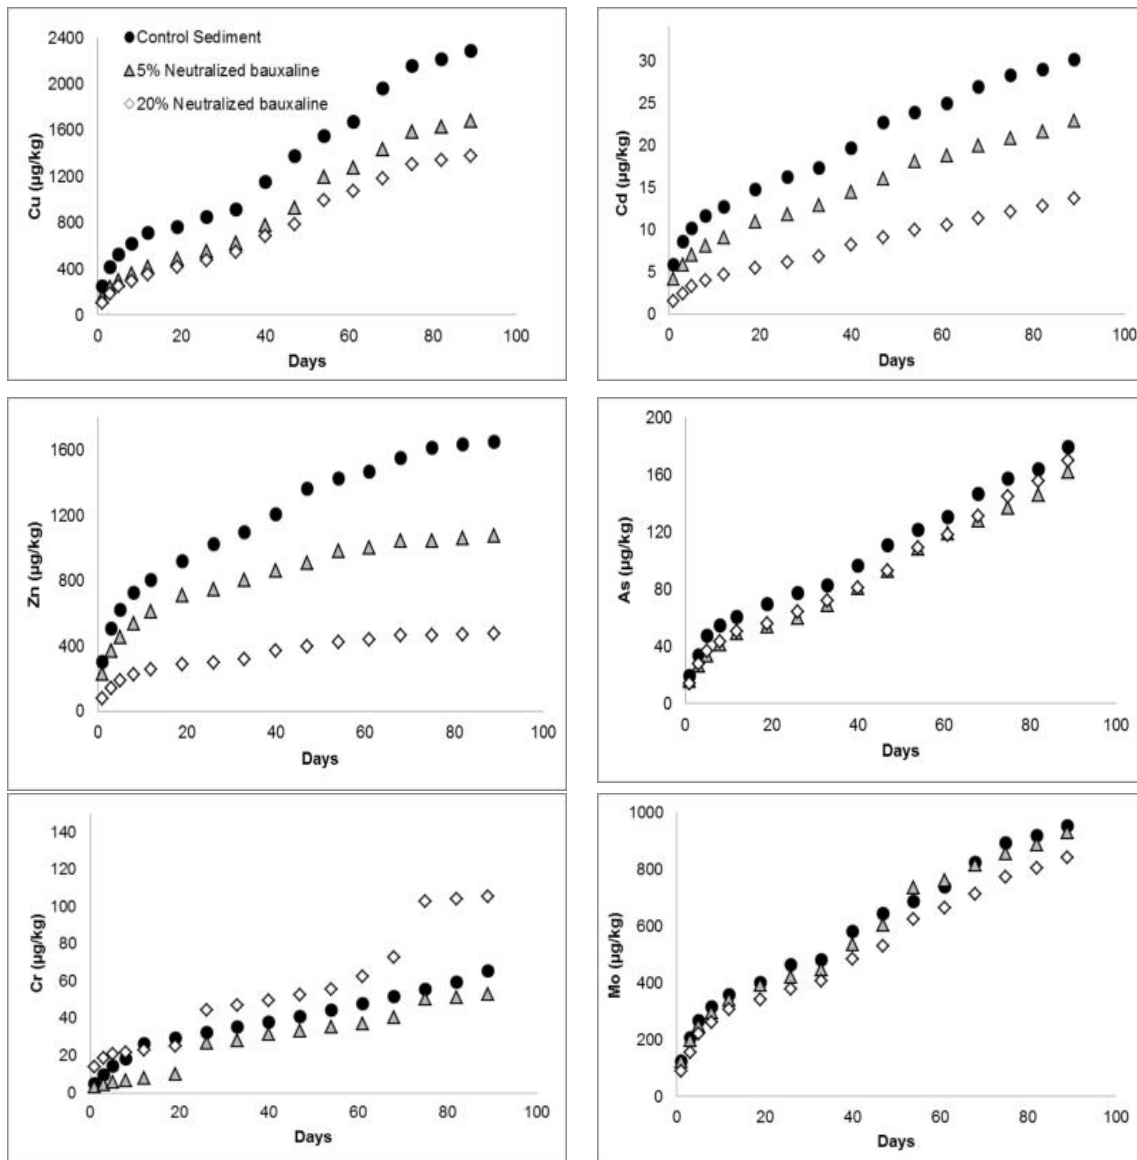 2400
2000
1600
1200
800
400
0
Cu (µg/kg)
Control Sediment
5% Neutralized bauxaline
20% Neutralized bauxaline
0 20 40 60 80 100
Days
30
25
20
15
10
5
0
Cd (µg/kg)
0 20 40 60 80 100
Days
1600
1200
800
400
0
Zn (µg/kg)
0 20 40 60 80 100
Days
200
160
120
80
40
0
As (µg/kg)
0 20 40 60 80 100
Days
140
120
100
80
60
40
20
0
Cr (µg/kg)
0 20 40 60 80 100
Days
1000
800
600
400
200
0
Mo (µg/kg)
0 20 40 60 80 100
Days